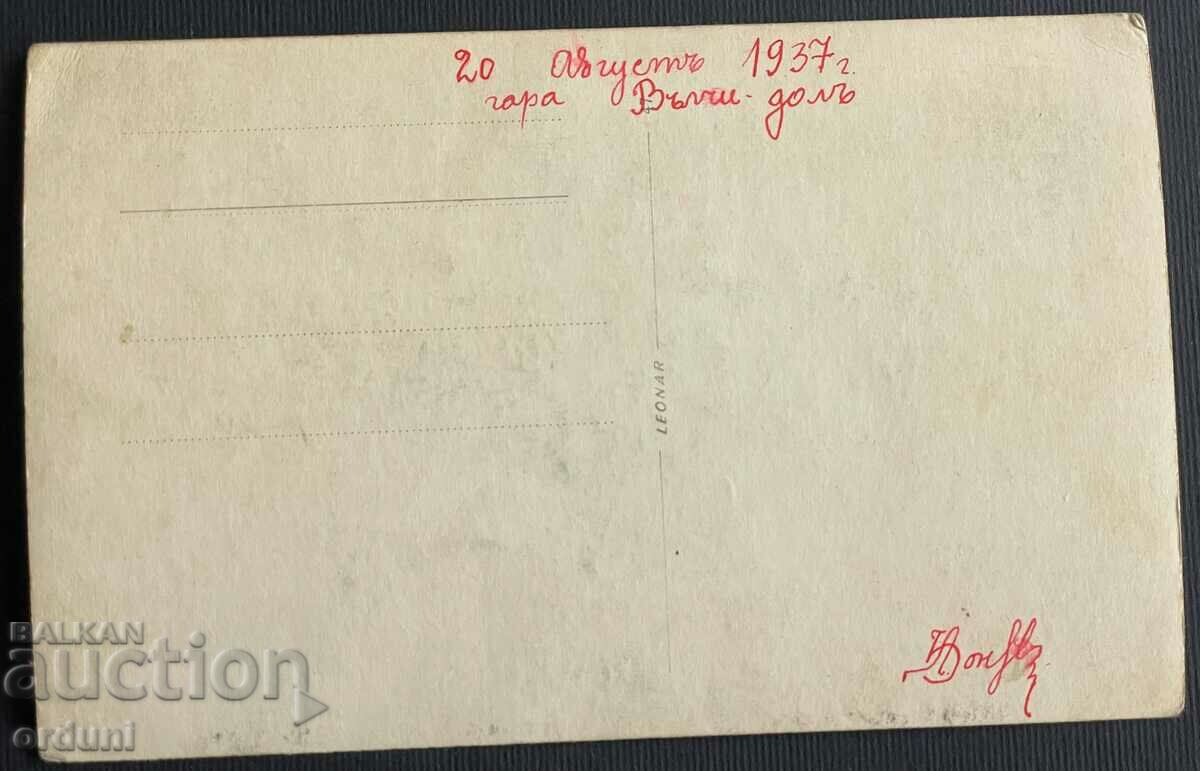 20 Августъ 1937 г.
гара Вълчи-долъ
LEONAR
BALKAN
auction
orduni